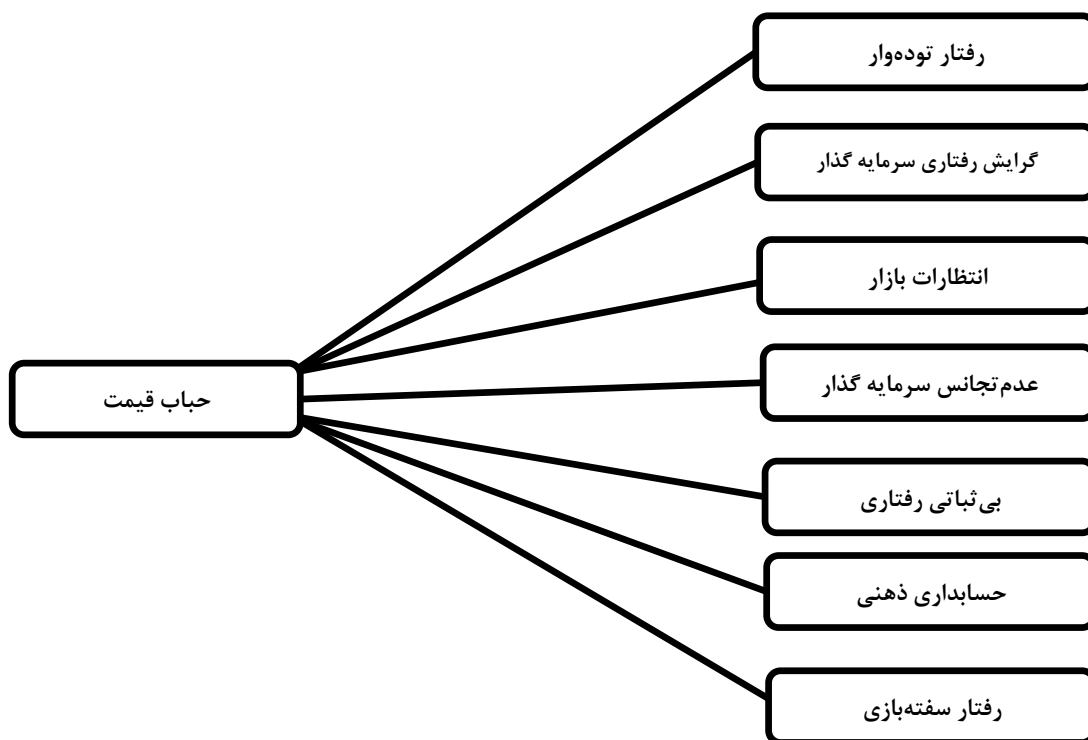 رفتار توده‌وار
گرایش رفتاری سرمایه گذار
انتظارات بازار
عدم‌تجانس سرمایه گذار
حباب قیمت
بی‌ثباتی رفتاری
حسابداری ذهنی
رفتار سفته‌بازی